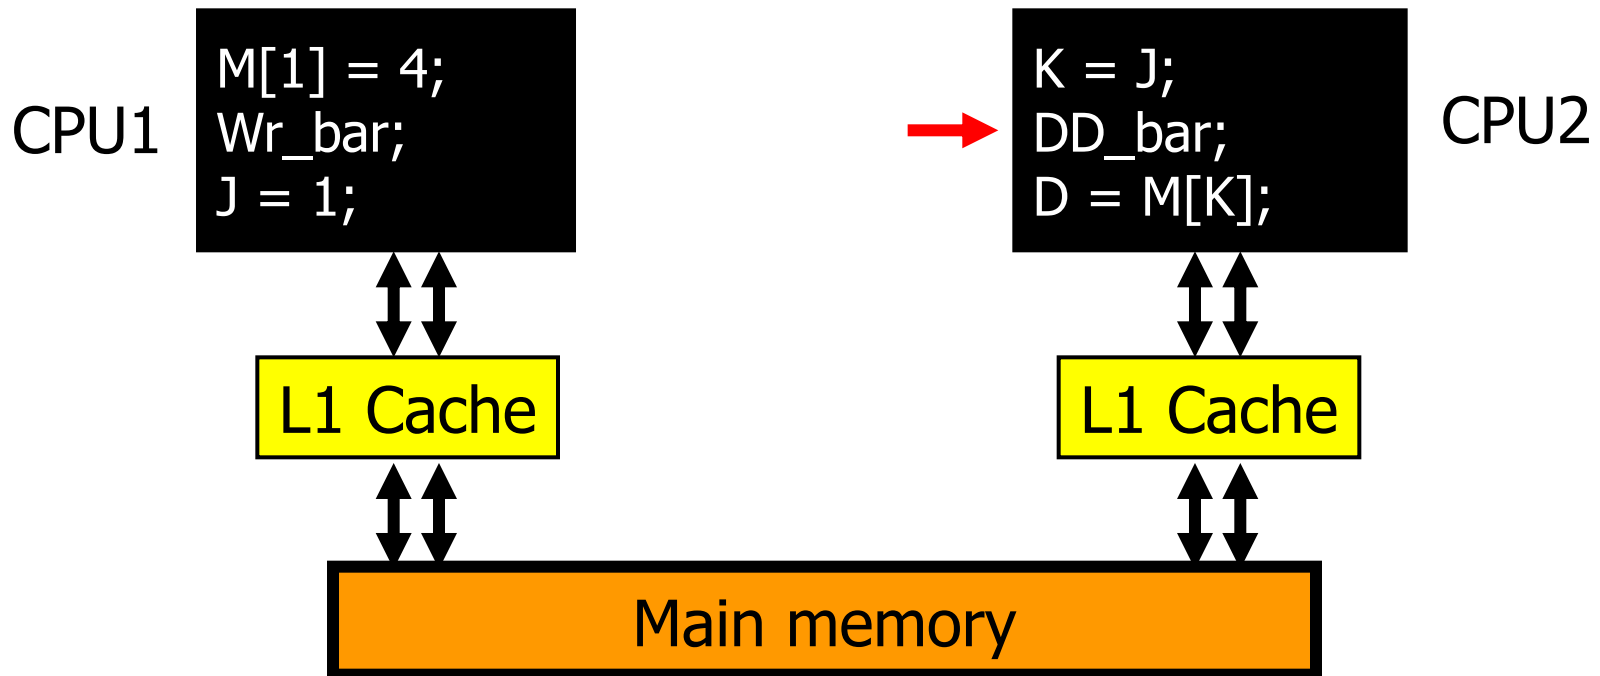 CPU1
M[1] = 4;
Wr_bar;
J = 1;
K = J;
DD_bar;
D = M[K];
CPU2
L1 Cache
L1 Cache
Main memory